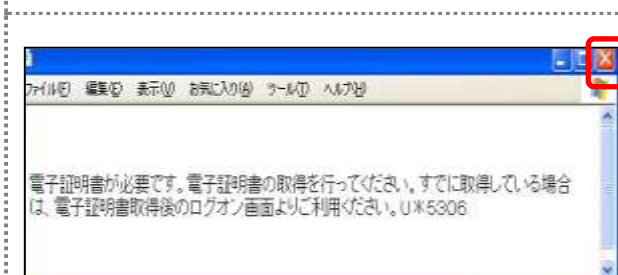 ファイル(F) 編集(E) 表示(V) お気に入り(A) ツール(T) ヘルプ(H)
電子証明書が必要です。電子証明書の取得を行ってください。すでに取得している場合
は、電子証明書取得後のログオン画面よりご利用ください。U*5306